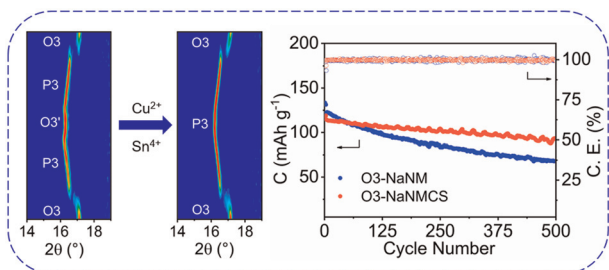 O3
P3
O3'
P3
O3
14 16 18
2θ (°)
Cu²⁺
Sn⁴⁺
O3
P3
O3
14 16 18
2θ (°)
200
150
100
50
0
C (mAh g⁻¹)
100
75
50
25
C. E. (%)
O3-NaNM
O3-NaNMCS
0 125 250 375 500
Cycle Number